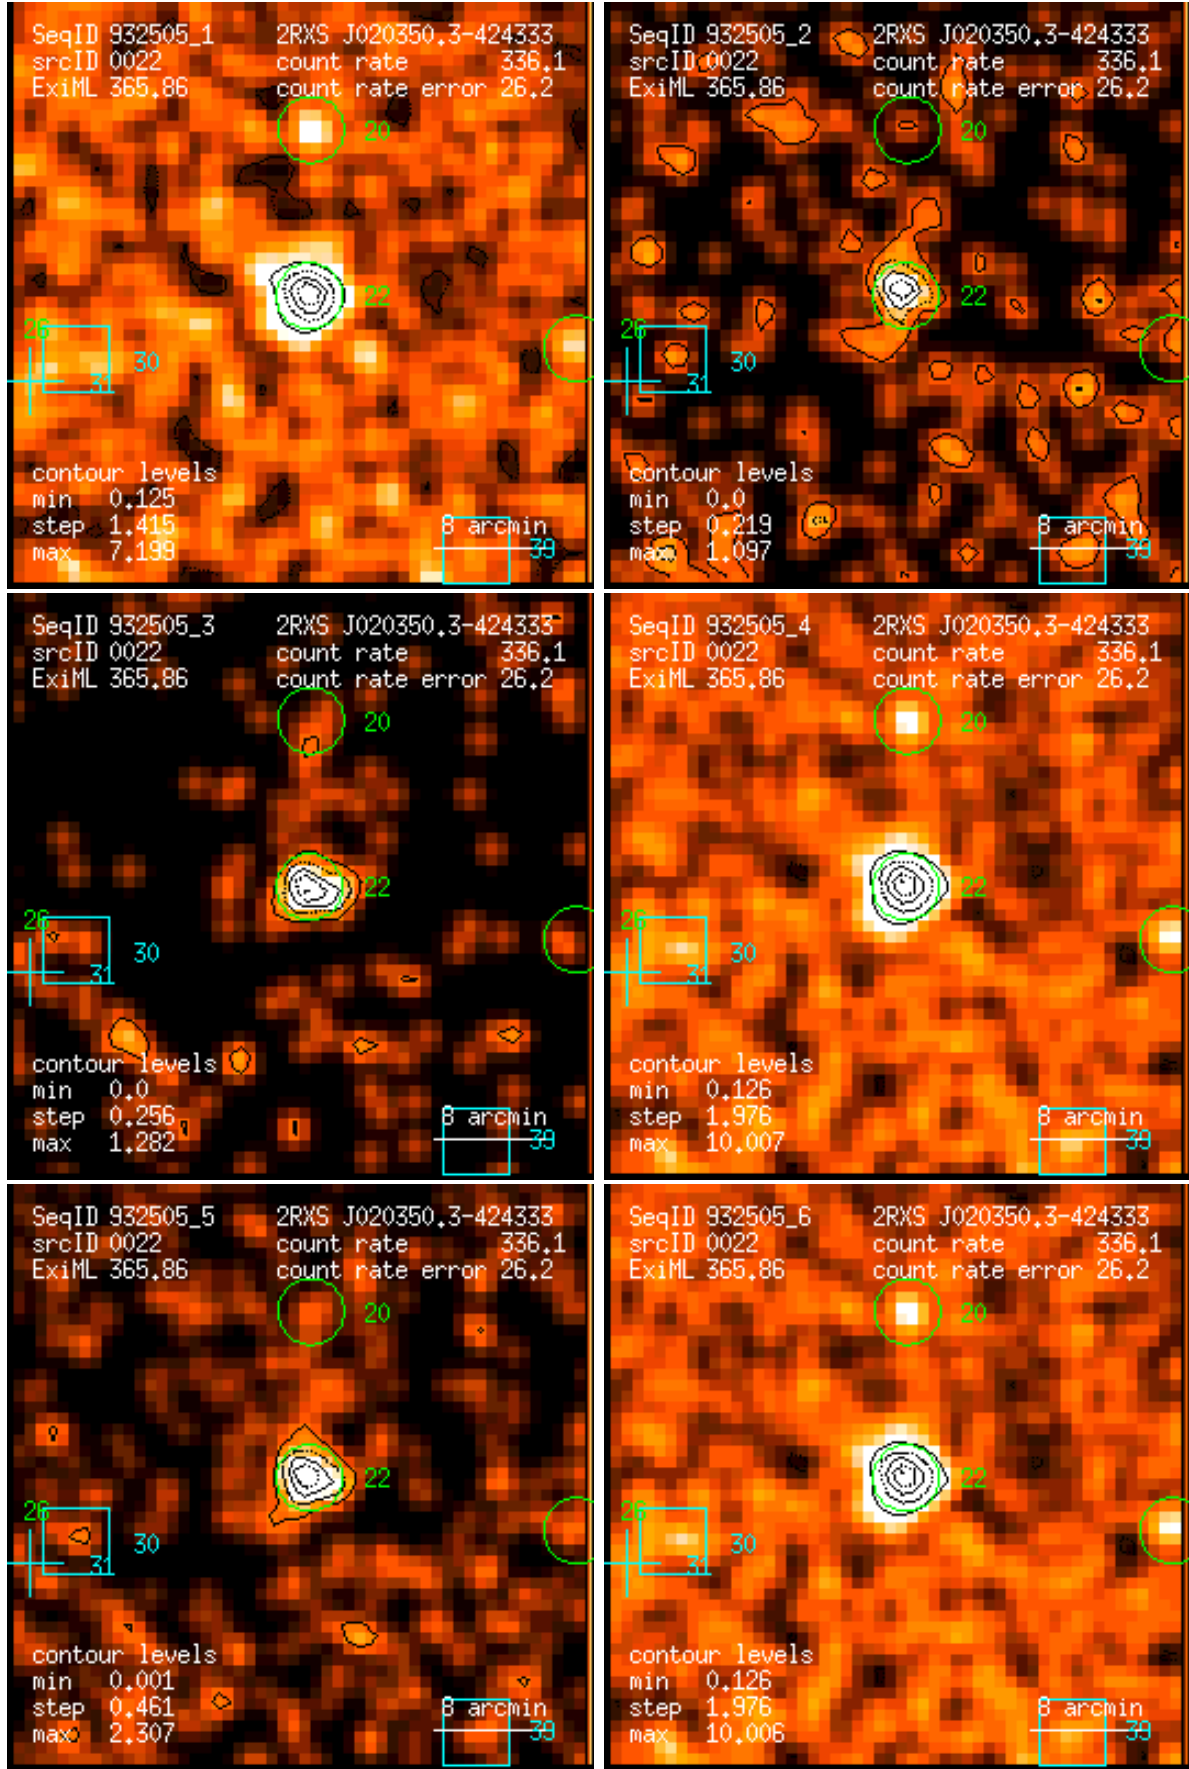 SeqID 932505_1 2RXS J020350.3-424333
srcID 0022 count rate 336.1
ExiML 365.86 count rate error 26.2
20
22
26
30
31
contour levels
min 0.125
step 1.415
max 7.199
8 arcmin
39
SeqID 932505_2 2RXS J020350.3-424333
srcID 0022 count rate 336.1
ExiML 365.86 count rate error 26.2
20
22
26
30
31
contour levels
min 0.0
step 0.219
max 1.097
8 arcmin
39
SeqID 932505_3 2RXS J020350.3-424333
srcID 0022 count rate 336.1
ExiML 365.86 count rate error 26.2
20
22
26
30
31
contour levels
min 0.0
step 0.256
max 1.282
8 arcmin
39
SeqID 932505_4 2RXS J020350.3-424333
srcID 0022 count rate 336.1
ExiML 365.86 count rate error 26.2
20
22
26
30
31
contour levels
min 0.126
step 1.976
max 10.007
8 arcmin
39
SeqID 932505_5 2RXS J020350.3-424333
srcID 0022 count rate 336.1
ExiML 365.86 count rate error 26.2
20
22
26
30
31
contour levels
min 0.001
step 0.461
max 2.307
8 arcmin
39
SeqID 932505_6 2RXS J020350.3-424333
srcID 0022 count rate 336.1
ExiML 365.86 count rate error 26.2
20
22
26
30
31
contour levels
min 0.126
step 1.976
max 10.006
8 arcmin
39